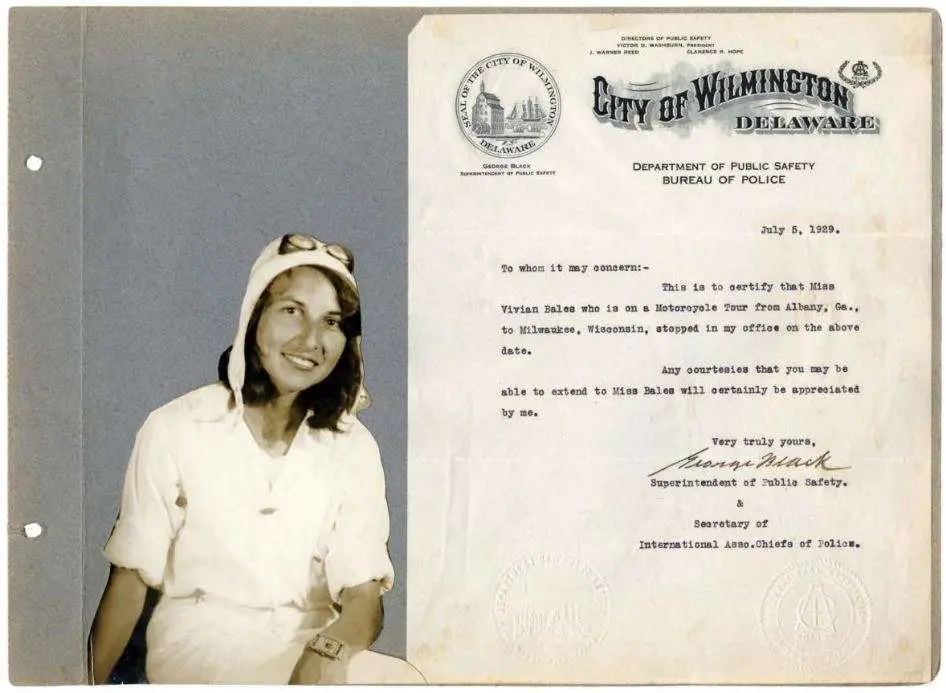 DIRECTORS OF PUBLIC SAFETY
VICTOR D. WASHBURN, PRESIDENT
J. WARNER REED CLARENCE R. HOPE
SEAL OF THE CITY OF WILMINGTON
DELAWARE
CITY OF WILMINGTON
DELAWARE
GEORGE BLACK
SUPERINTENDENT OF PUBLIC SAFETY
DEPARTMENT OF PUBLIC SAFETY
BUREAU OF POLICE
July 5, 1929.
To whom it may concern:-
This is to certify that Miss
Vivian Bales who is on a Motorcycle Tour from Albany, Ga.,
to Milwaukee, Wisconsin, stopped in my office on the above
date.
Any courtesies that you may be
able to extend to Miss Bales will certainly be appreciated
by me.
Very truly yours,
George Black
Superintendent of Public Safety.
&
Secretary of
International Asso.Chiefs of Police.